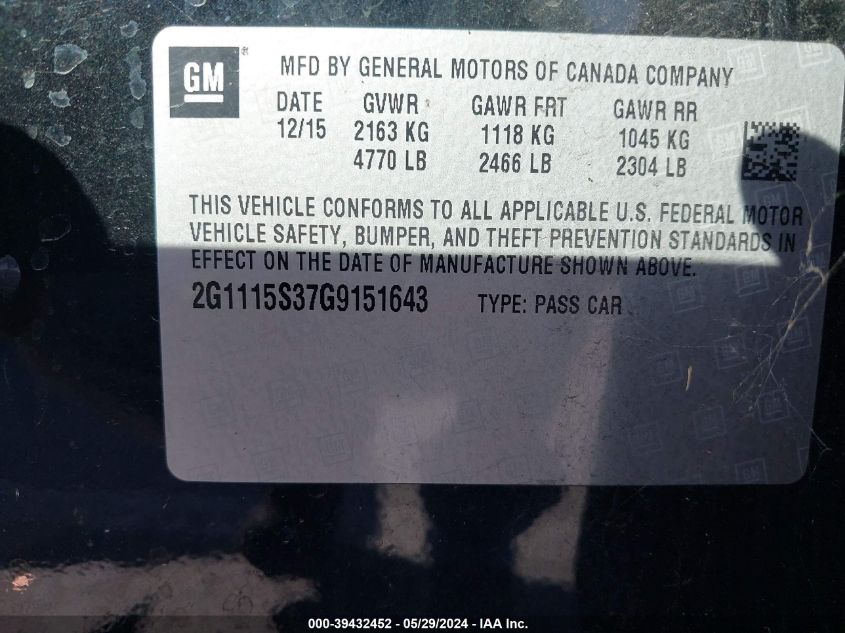 GM ®
MFD BY GENERAL MOTORS OF CANADA COMPANY
DATE GVWR GAWR FRT GAWR RR
12/15 2163 KG 1118 KG 1045 KG
4770 LB 2466 LB 2304 LB
THIS VEHICLE CONFORMS TO ALL APPLICABLE U.S. FEDERAL MOTOR
VEHICLE SAFETY, BUMPER, AND THEFT PREVENTION STANDARDS IN
EFFECT ON THE DATE OF MANUFACTURE SHOWN ABOVE.
2G1115S37G9151643 TYPE: PASS CAR
000-39432452 - 05/29/2024 - IAA Inc.